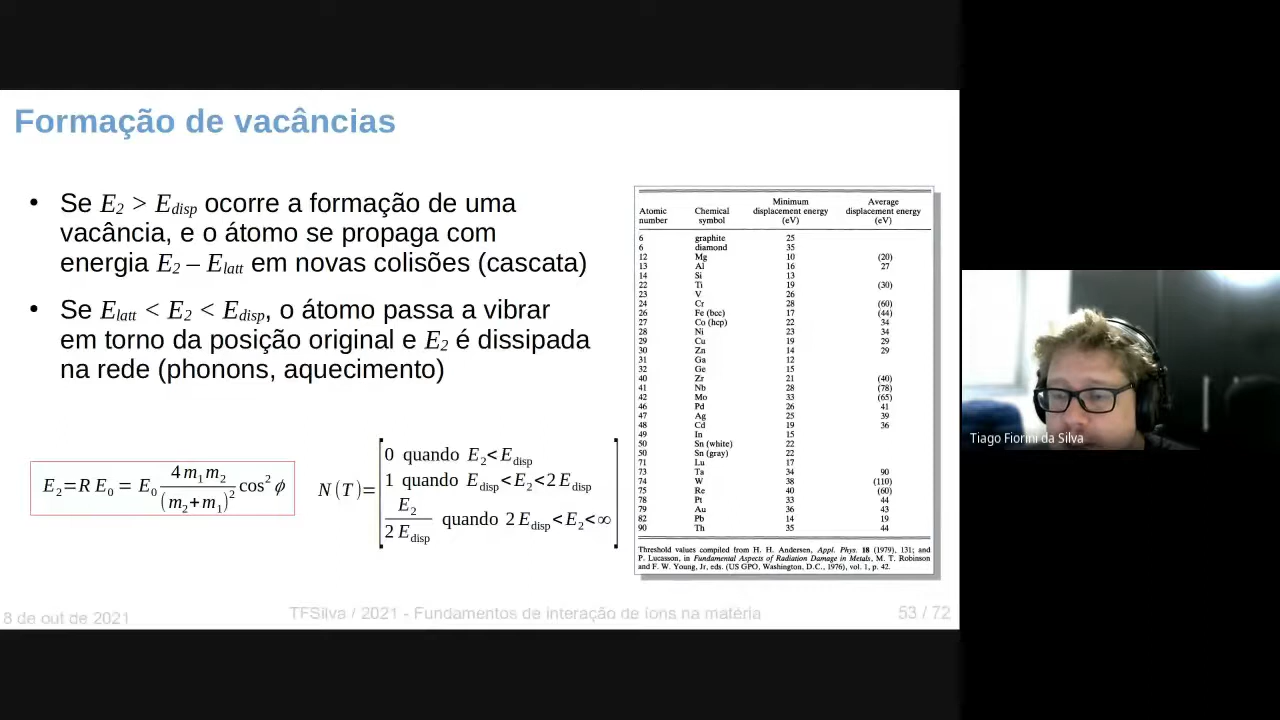 Formação de vacâncias
• Se E₂ > E_disp ocorre a formação de uma
vacância, e o átomo se propaga com
energia E₂ – E_latt em novas colisões (cascata)
• Se E_latt < E₂ < E_disp, o átomo passa a vibrar
em torno da posição original e E₂ é dissipada
na rede (phonons, aquecimento)
E₂=R E₀ = E₀ 4 m₁ m₂ / (m₂+m₁)² cos² ϕ
N(T)=
0 quando E₂<E_disp
1 quando E_disp<E₂<2 E_disp
E₂ / 2 E_disp quando 2 E_disp<E₂<∞
Atomic number Chemical symbol Minimum displacement energy (eV) Average displacement energy (eV)
6 graphite 25
6 diamond 35
12 Mg 10 (20)
13 Al 16 27
14 Si 13
22 Ti 19 (30)
23 V 26
24 Cr 28 (60)
26 Fe (bcc) 17 (44)
27 Co (hcp) 22 34
28 Ni 23 34
29 Cu 19 29
30 Zn 14 29
31 Ga 12
32 Ge 15
40 Zr 21 (40)
41 Nb 28 (78)
42 Mo 33 (65)
46 Pd 26 41
47 Ag 25 39
48 Cd 19 36
49 In 15
50 Sn (white) 22
50 Sn (gray) 22
71 Lu 17
73 Ta 34 90
74 W 38 (110)
75 Re 40 (60)
78 Pt 33 44
79 Au 36 43
82 Pb 14 19
90 Th 35 44
Threshold values compiled from H. H. Andersen, Appl. Phys. 18 (1979), 131; and
P. Lucasson, in Fundamental Aspects of Radiation Damage in Metals, M. T. Robinson
and F. W. Young, Jr, eds. (US GPO, Washington, D.C., 1976), vol. 1, p. 42.
8 de out de 2021
TFSilva / 2021 - Fundamentos de interação de íons na matéria
53 / 72
Tiago Fiorini da Silva